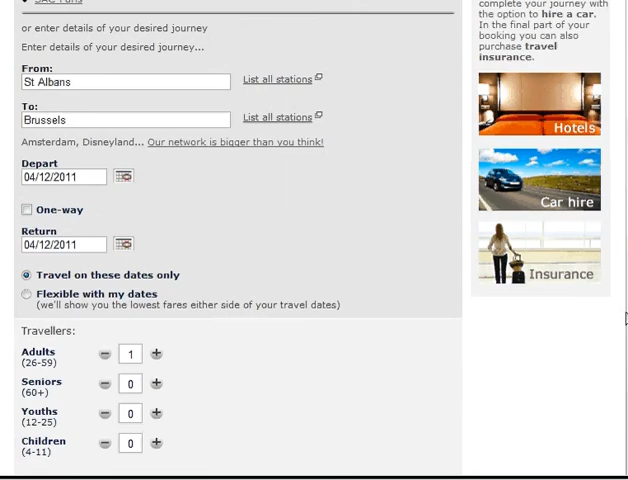 or enter details of your desired journey
Enter details of your desired journey...
From:
St Albans
List all stations
To:
Brussels
List all stations
Amsterdam, Disneyland... Our network is bigger than you think!
Depart
04/12/2011
One-way
Return
04/12/2011
Travel on these dates only
Flexible with my dates
(we'll show you the lowest fares either side of your travel dates)
Travellers:
Adults
(26-59)
1
Seniors
(60+)
0
Youths
(12-25)
0
Children
(4-11)
0
complete your journey with
the option to hire a car.
In the final part of your
booking you can also
purchase travel
insurance.
Hotels
Car hire
Insurance